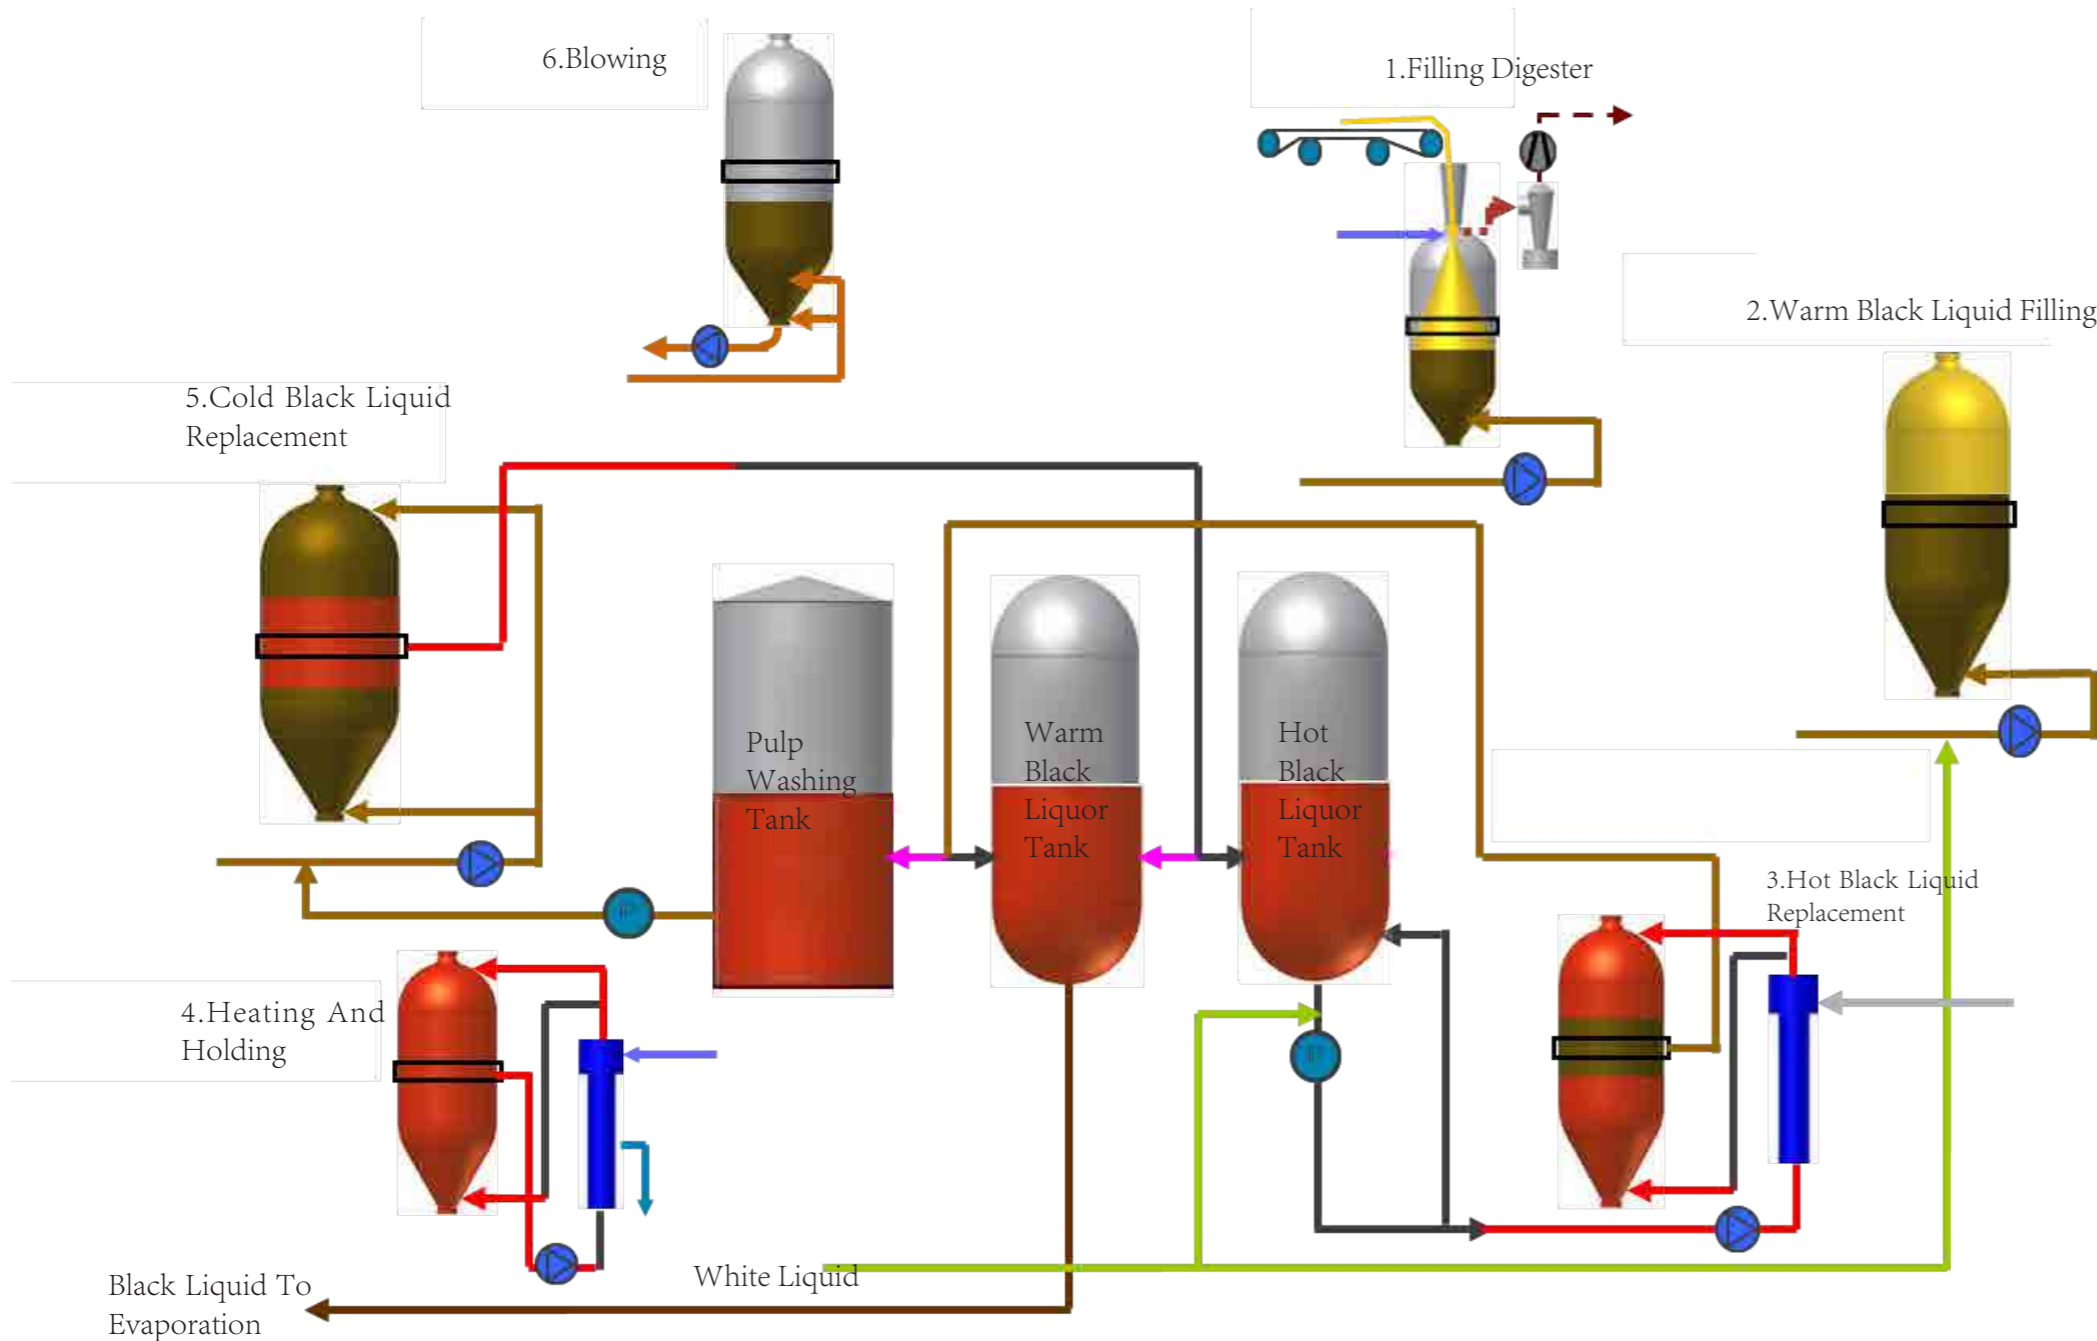 6.Blowing
1.Filling Digester
2.Warm Black Liquid Filling
5.Cold Black Liquid
Replacement
Pulp
Washing
Tank
Warm
Black
Liquor
Tank
Hot
Black
Liquor
Tank
3.Hot Black Liquid
Replacement
4.Heating And
Holding
White Liquid
Black Liquid To
Evaporation